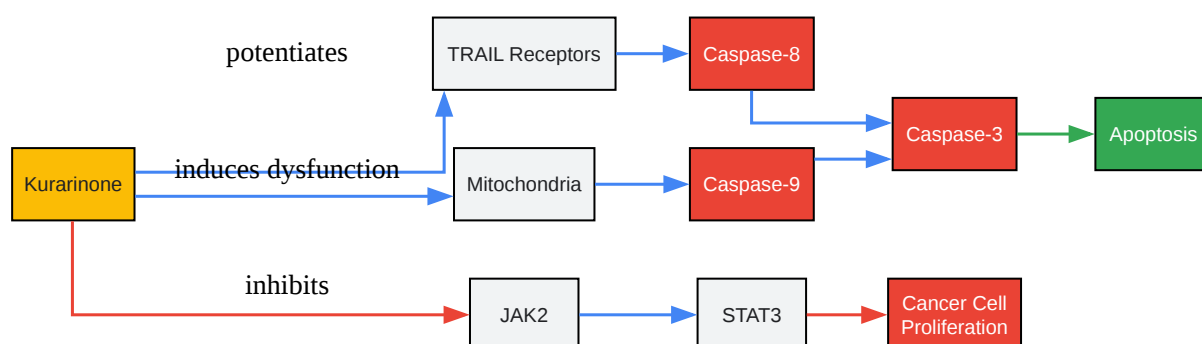 potentiates
TRAIL Receptors
Caspase-8
Caspase-3
Apoptosis
Kurarinone
induces dysfunction
Mitochondria
Caspase-9
inhibits
JAK2
STAT3
Cancer Cell
Proliferation